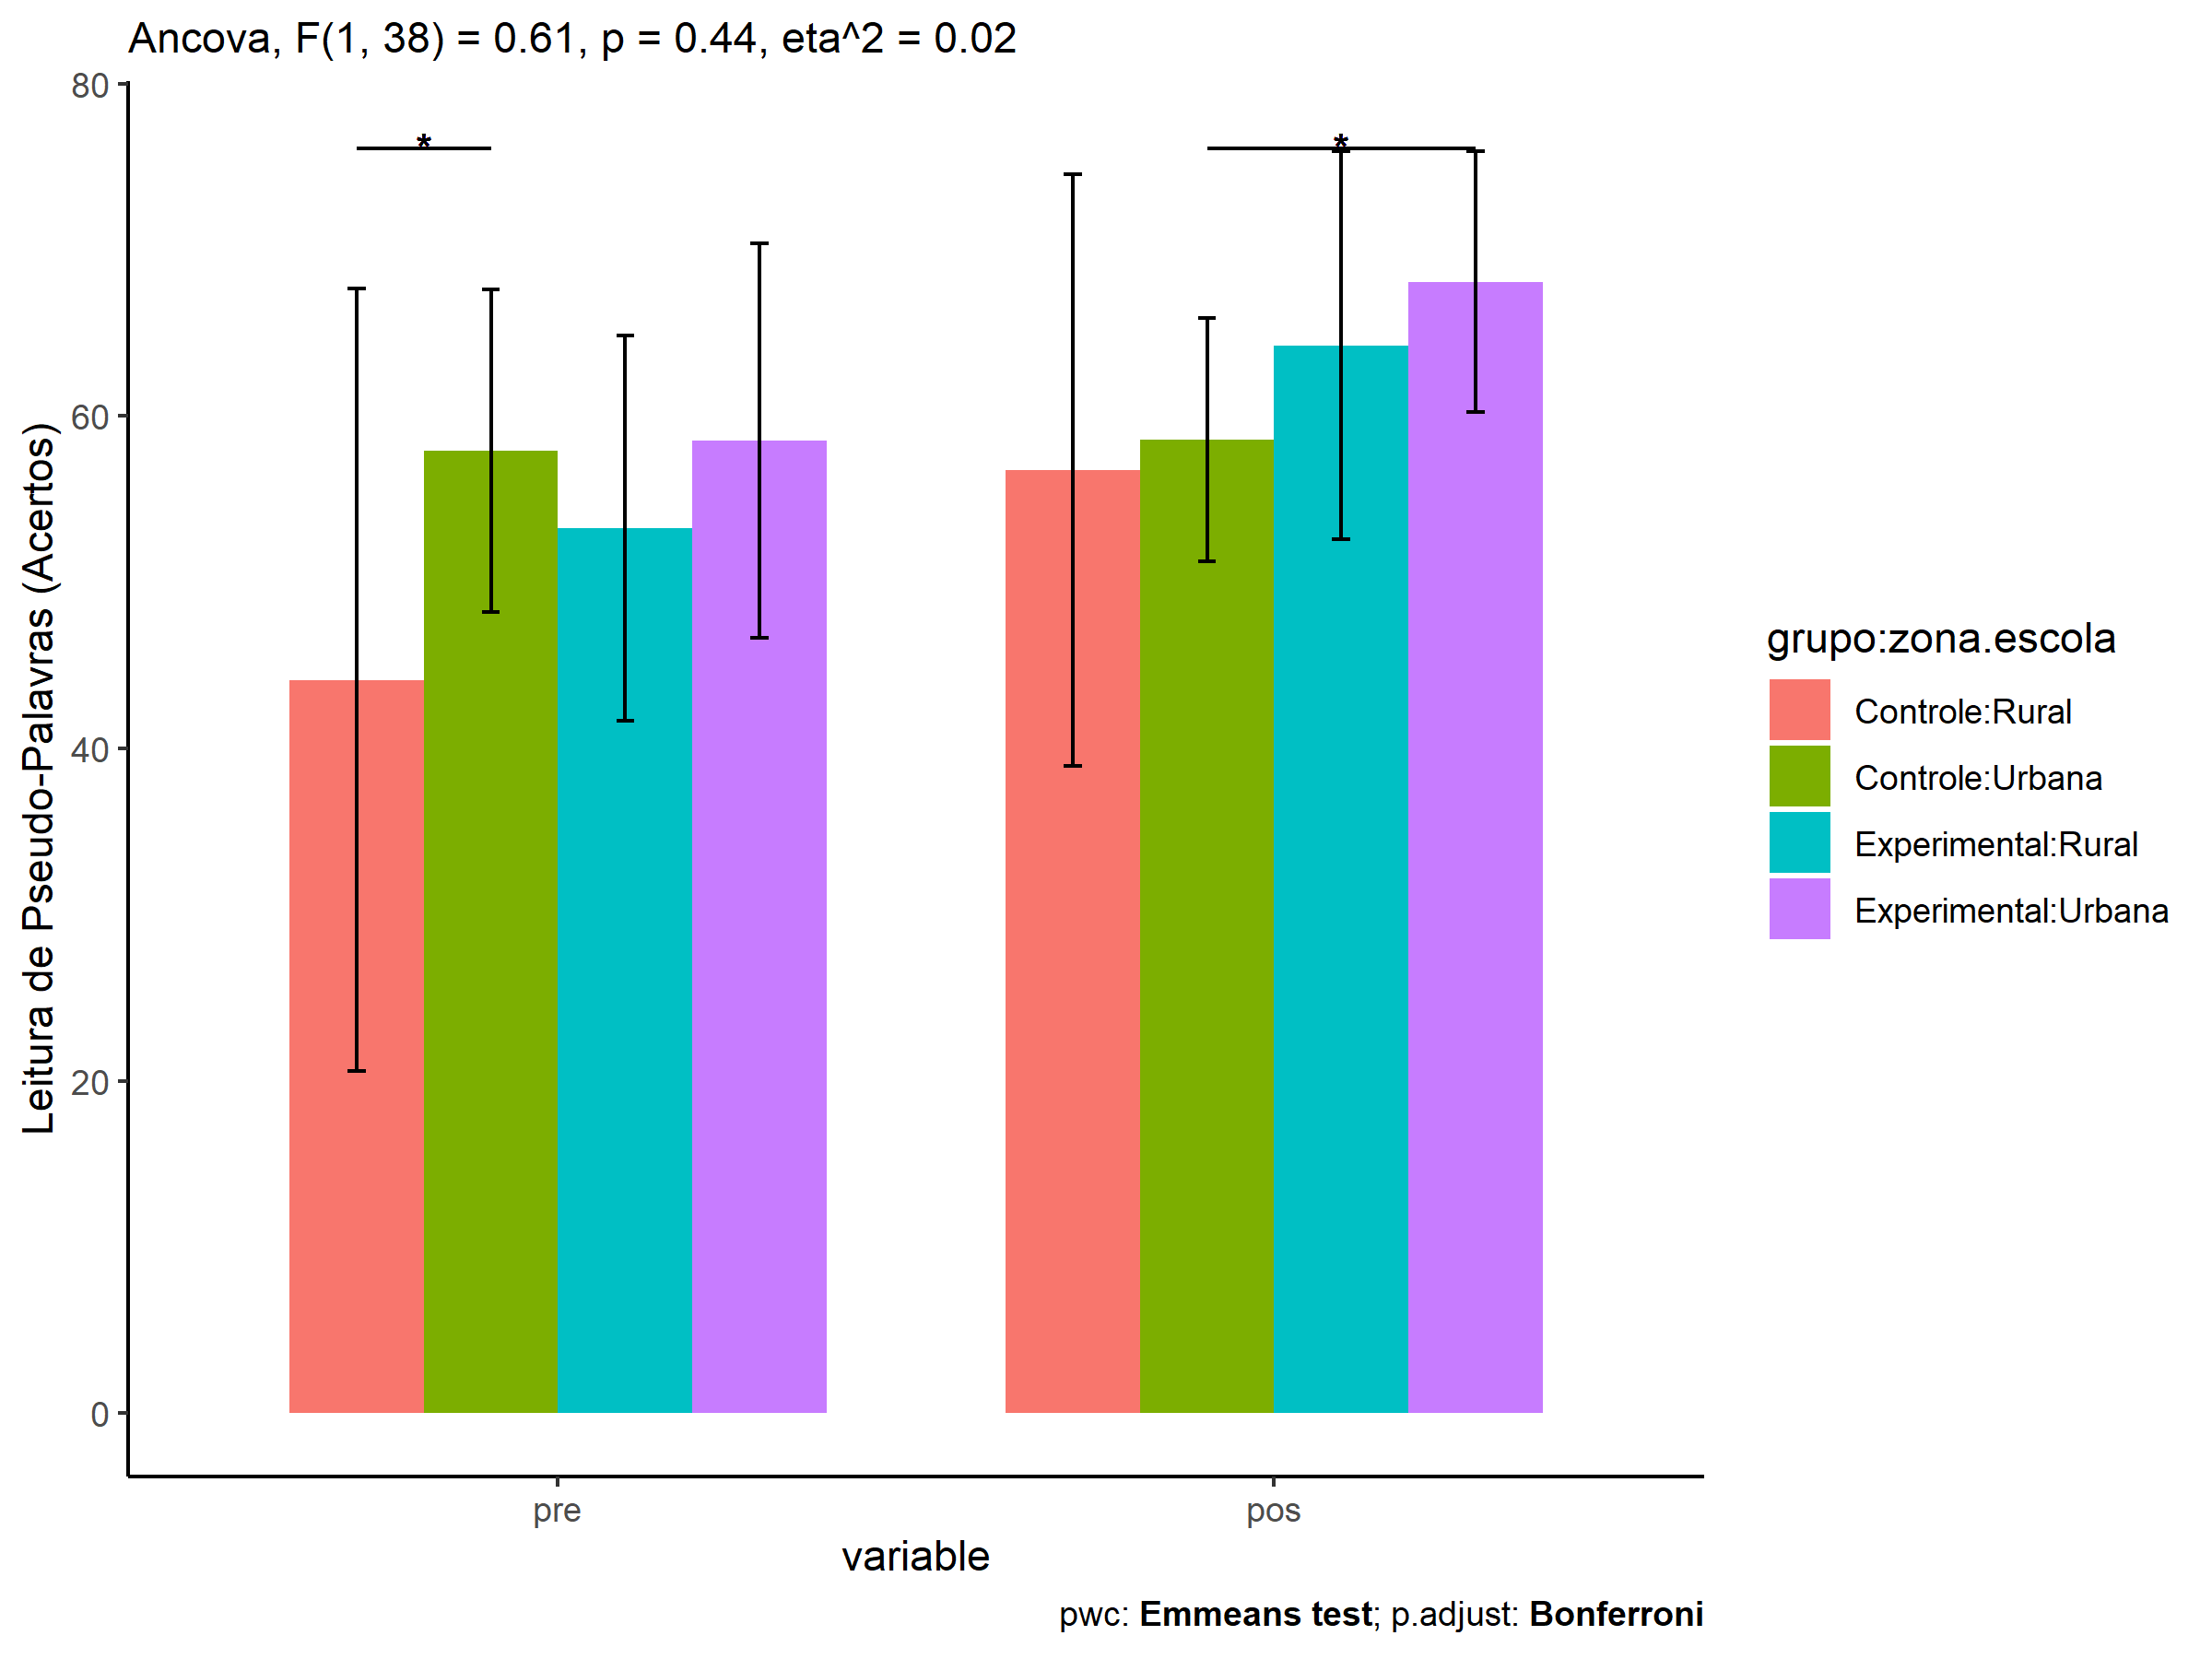 Ancova, F(1, 38) = 0.61, p = 0.44, eta^2 = 0.02
80
60
40
20
0
Leitura de Pseudo-Palavras (Acertos)
*
*
pre
pos
variable
grupo:zona.escola
Controle:Rural
Controle:Urbana
Experimental:Rural
Experimental:Urbana
pwc: Emmeans test; p.adjust: Bonferroni